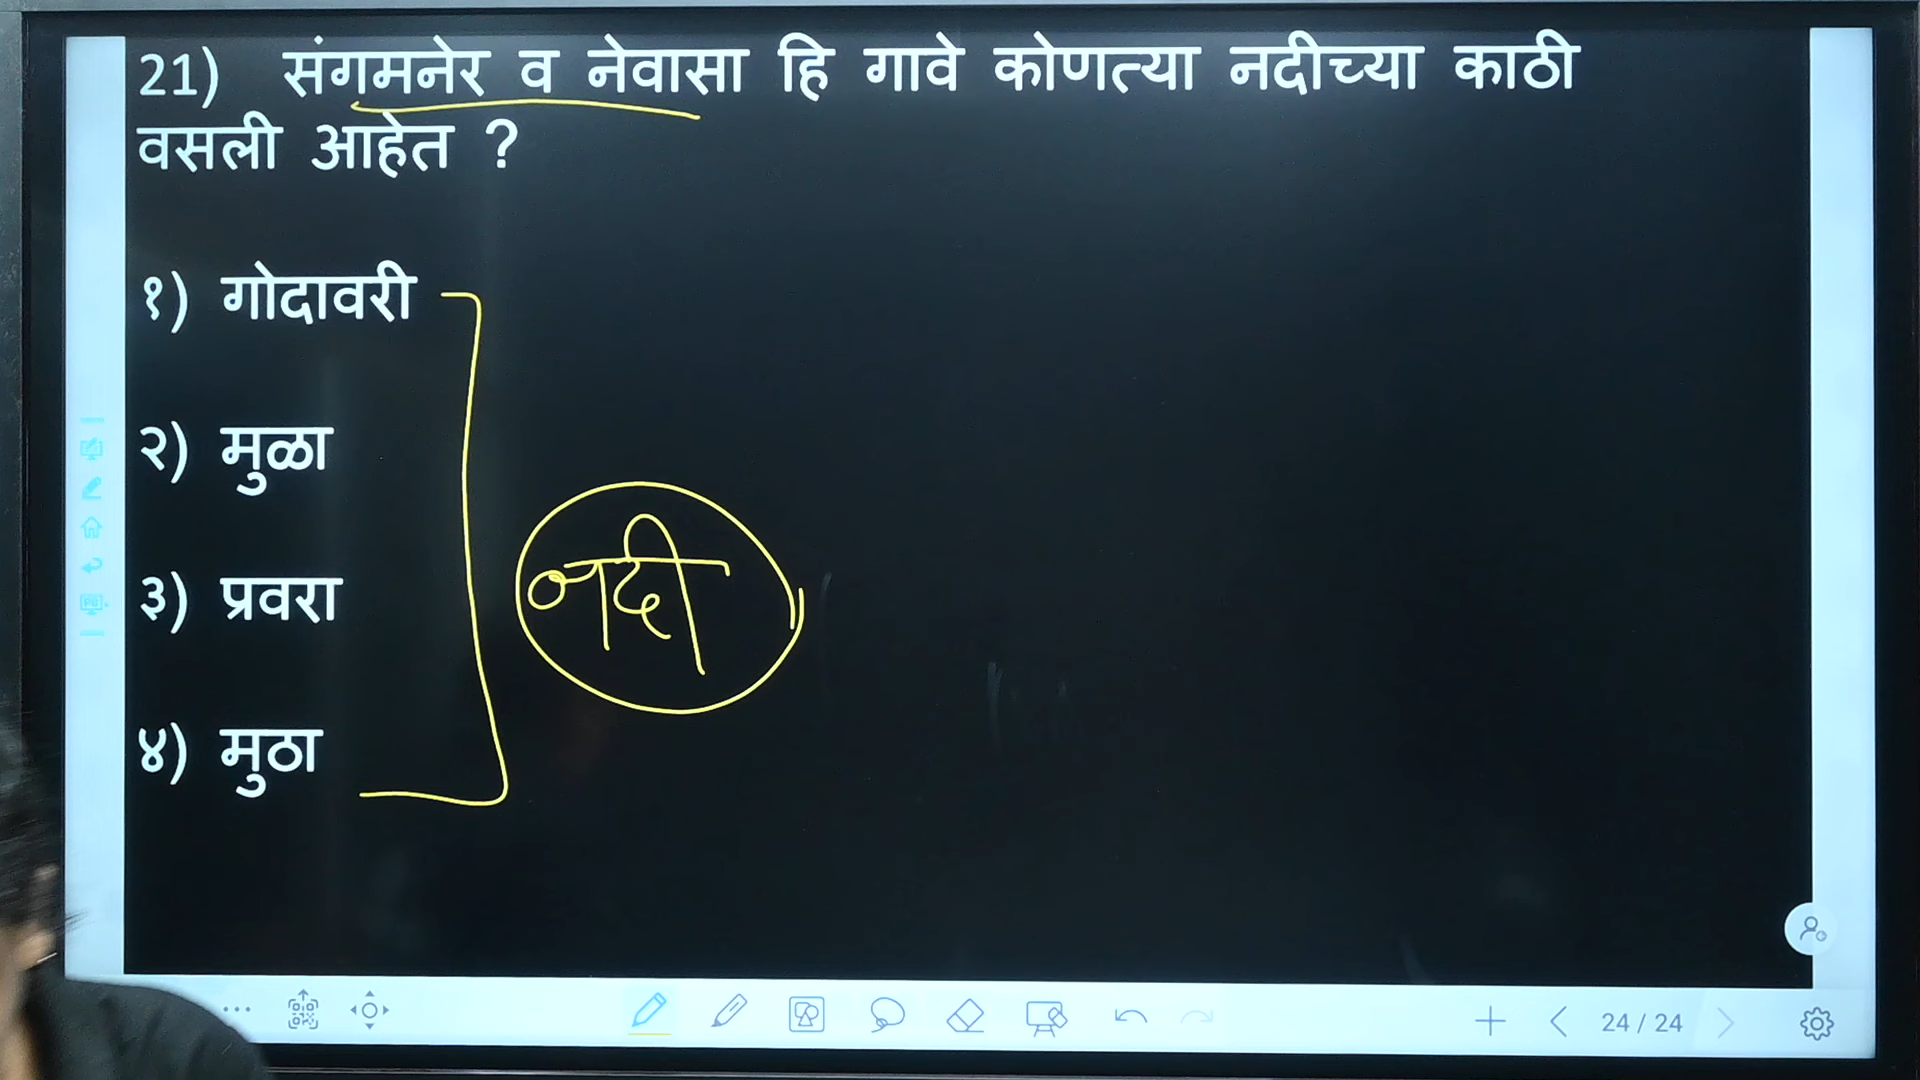 21) संगमनेर व नेवासा हि गावे कोणत्या नदीच्या काठी
वसली आहेत ?
१) गोदावरी
२) मुळा
३) प्रवरा
४) मुठा
नदी
24 / 24